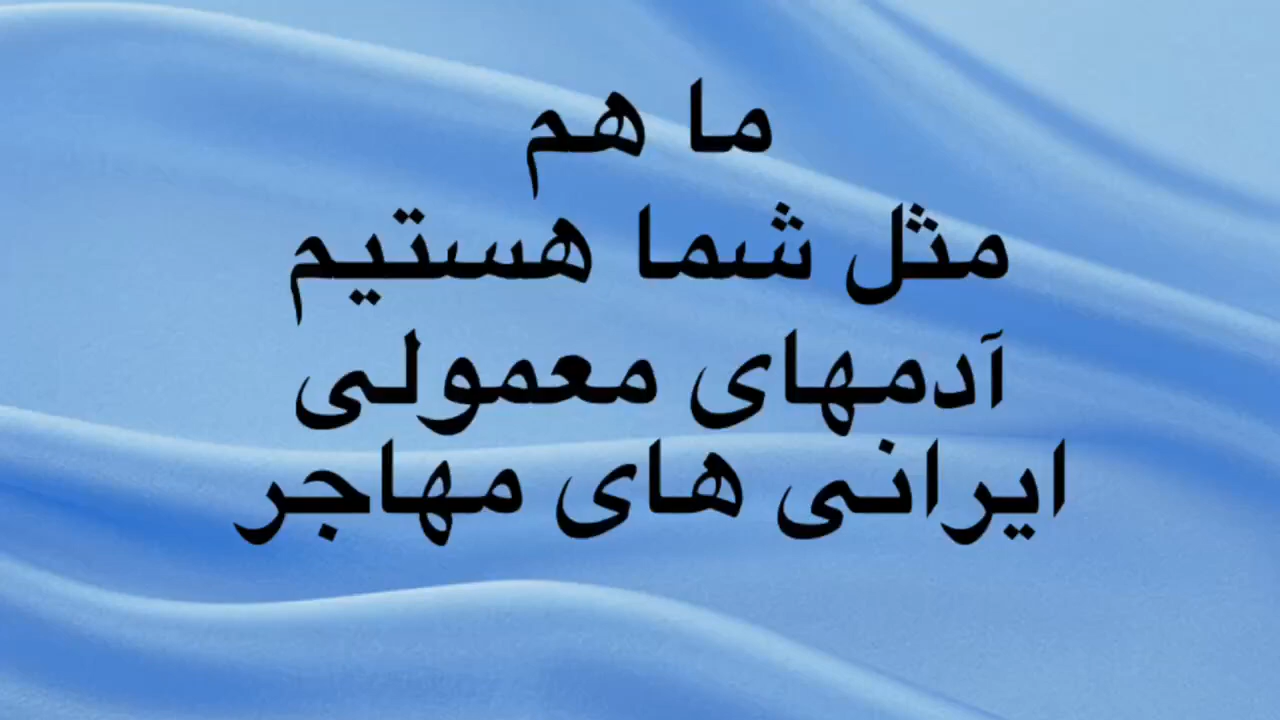 ما هم
مثل شما هستیم
آدمهای معمولی
ایرانی های مهاجر